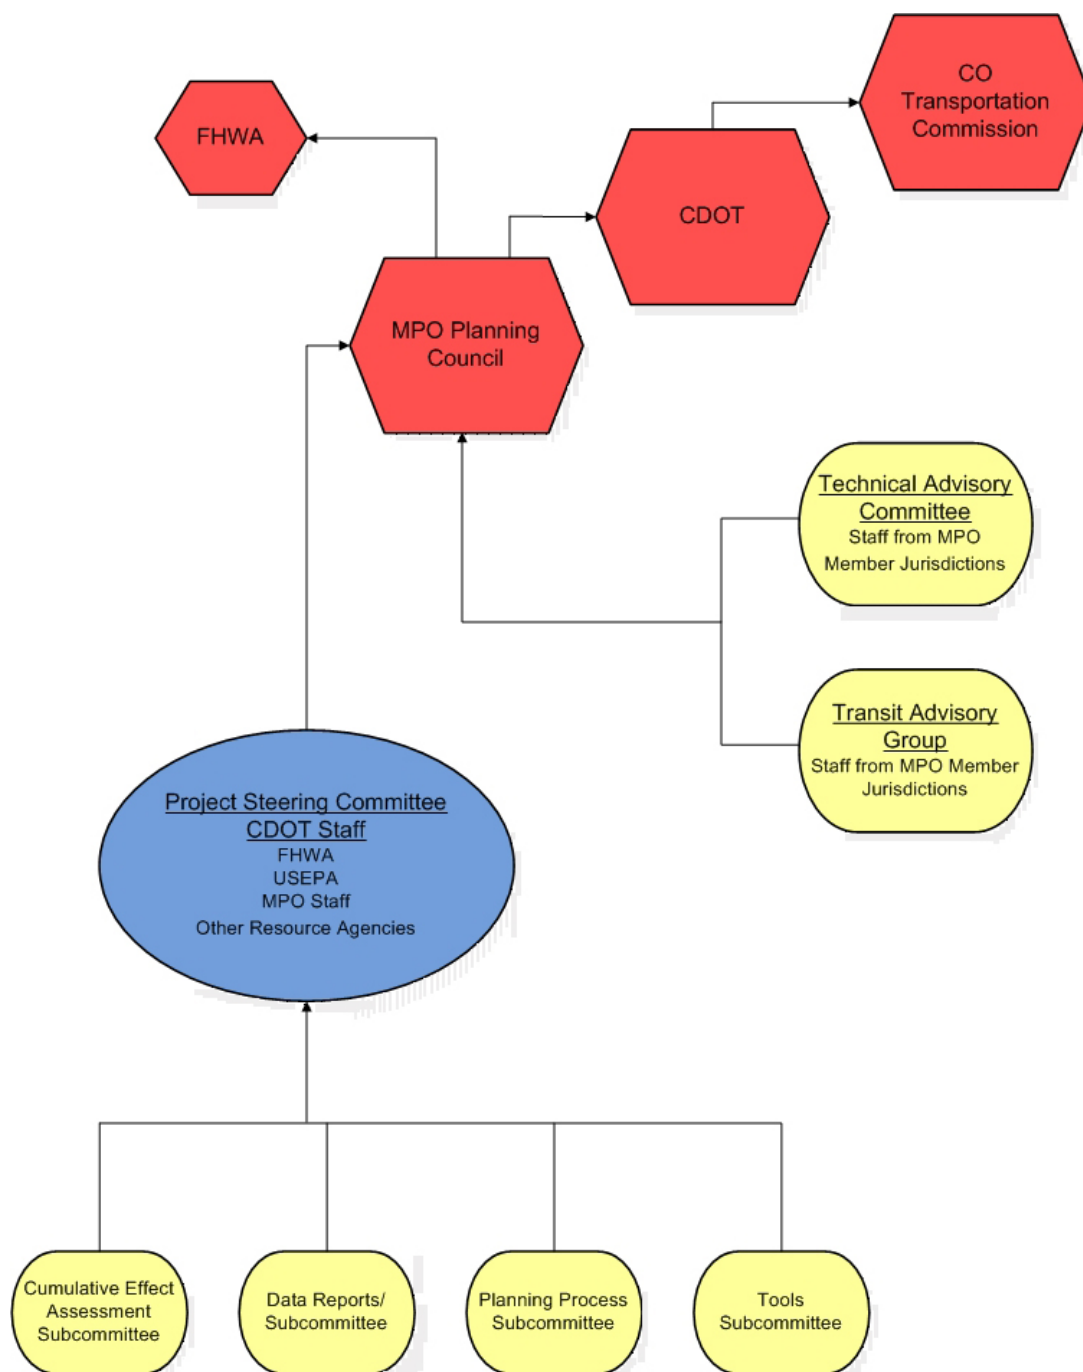 CO
Transportation
Commission
FHWA
CDOT
MPO Planning
Council
Technical Advisory
Committee
Staff from MPO
Member Jurisdictions
Transit Advisory
Group
Staff from MPO Member
Jurisdictions
Project Steering Committee
CDOT Staff
FHWA
USEPA
MPO Staff
Other Resource Agencies
Cumulative Effect
Assessment
Subcommittee
Data Reports/
Subcommittee
Planning Process
Subcommittee
Tools
Subcommittee